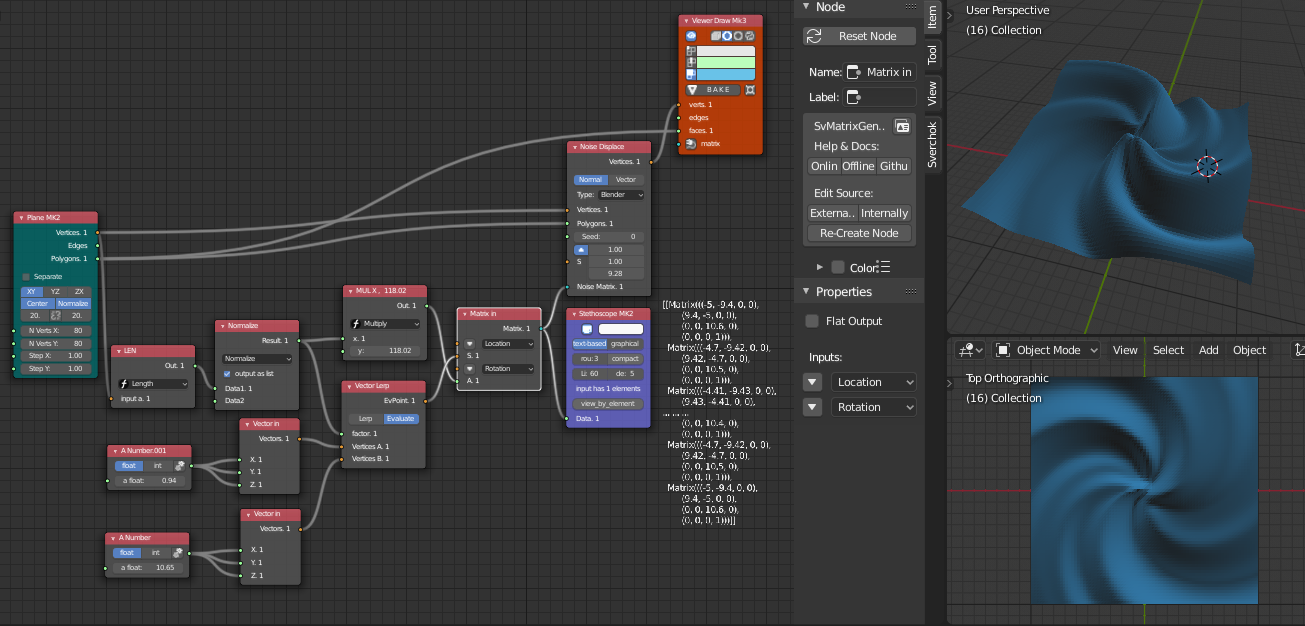 Plane MK2
Vertices. 1
Edges
Polygons. 1
Separate
XY YZ ZX
Center Normalize
20. 20.
N Verts X: 80
N Verts Y: 80
Step X: 1.00
Step Y: 1.00
LEN
Out. 1
Length
input a. 1
Normalize
Result. 1
Normalize
output as list
Data1. 1
Data2
A Number.001
float int
a float: 0.94
A Number
float int
a float: 10.65
Vector in
Vectors. 1
X. 1
Y. 1
Z. 1
Vector in
Vectors. 1
X. 1
Y. 1
Z. 1
MUL X , 118.02
Out. 1
Multiply
x. 1
y: 118.02
Vector Lerp
EvPoint. 1
Lerp Evaluate
factor. 1
Vertices A. 1
Vertices B. 1
Matrix in
Matrix. 1
Location
S. 1
Rotation
A. 1
Noise Displace
Vertices. 1
Normal Vector
Type: Blender
Vertices. 1
Polygons. 1
Seed: 0
1.00
S 1.00
9.28
Noise Matrix. 1
Stethoscope MK2
text-based graphical
rou: 3 compact
Li: 60 de: 5
input has 1 elements
view_by_element
Data. 1
Viewer Draw Mk3
BAKE
verts. 1
edges
faces. 1
matrix
[[Matrix(((-5, -9.4, 0, 0),
(9.4, -5, 0, 0),
(0, 0, 10.6, 0),
(0, 0, 0, 1))),
Matrix(((-4.7, -9.42, 0, 0),
(9.42, -4.7, 0, 0),
(0, 0, 10.5, 0),
(0, 0, 0, 1))),
Matrix(((-4.41, -9.43, 0, 0),
(9.43, -4.41, 0, 0),
... ... ...
(0, 0, 10.4, 0),
(0, 0, 0, 1))),
Matrix(((-4.7, -9.42, 0, 0),
(9.42, -4.7, 0, 0),
(0, 0, 10.5, 0),
(0, 0, 0, 1))),
Matrix(((-5, -9.4, 0, 0),
(9.4, -5, 0, 0),
(0, 0, 10.6, 0),
(0, 0, 0, 1)))]]
Node
Reset Node
Name: Matrix in
Label:
SvMatrixGen..
Help & Docs:
Onlin Offline Githu
Edit Source:
Externa.. Internally
Re-Create Node
Color
Properties
Flat Output
Inputs:
Location
Rotation
Item
Tool
View
Sverchok
User Perspective
(16) Collection
Object Mode View Select Add Object
Top Orthographic
(16) Collection